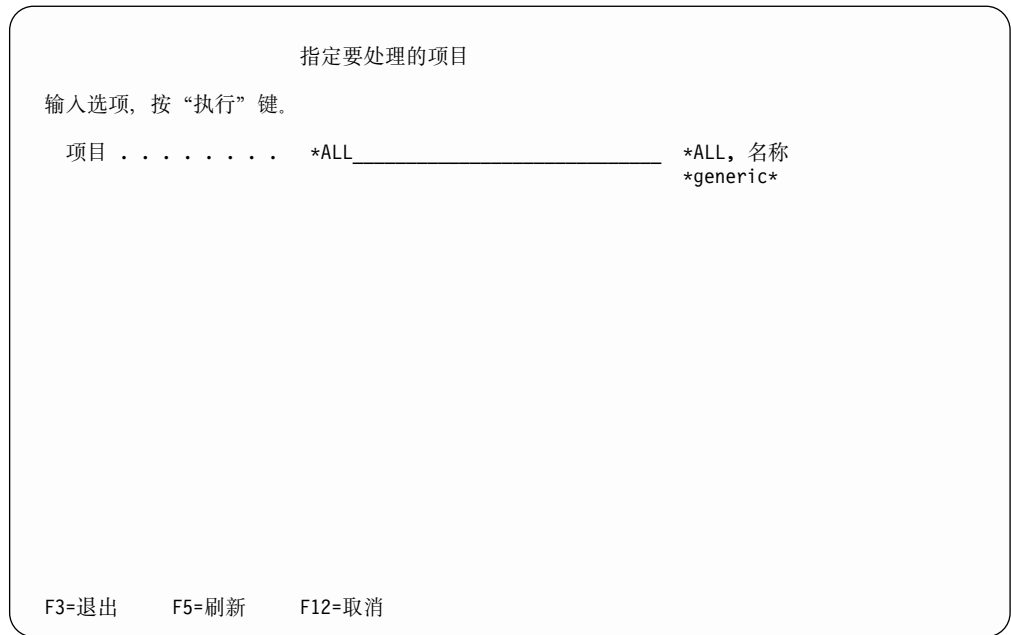 指定要处理的项目
输入选项, 按“执行”键。
项目 . . . . . . . . *ALL_____________________________ *ALL, 名称
*generic*
F3=退出 F5=刷新 F12=取消